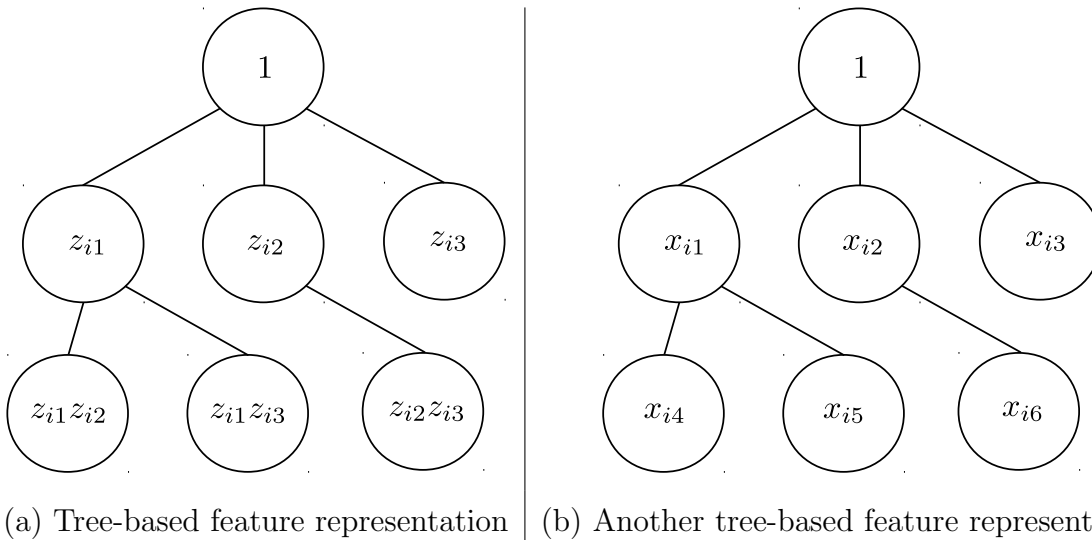 1
z_{i1} z_{i2} z_{i3}
z_{i1}z_{i2} z_{i1}z_{i3} z_{i2}z_{i3}
(a) Tree-based feature representation
1
x_{i1} x_{i2} x_{i3}
x_{i4} x_{i5} x_{i6}
(b) Another tree-based feature represent